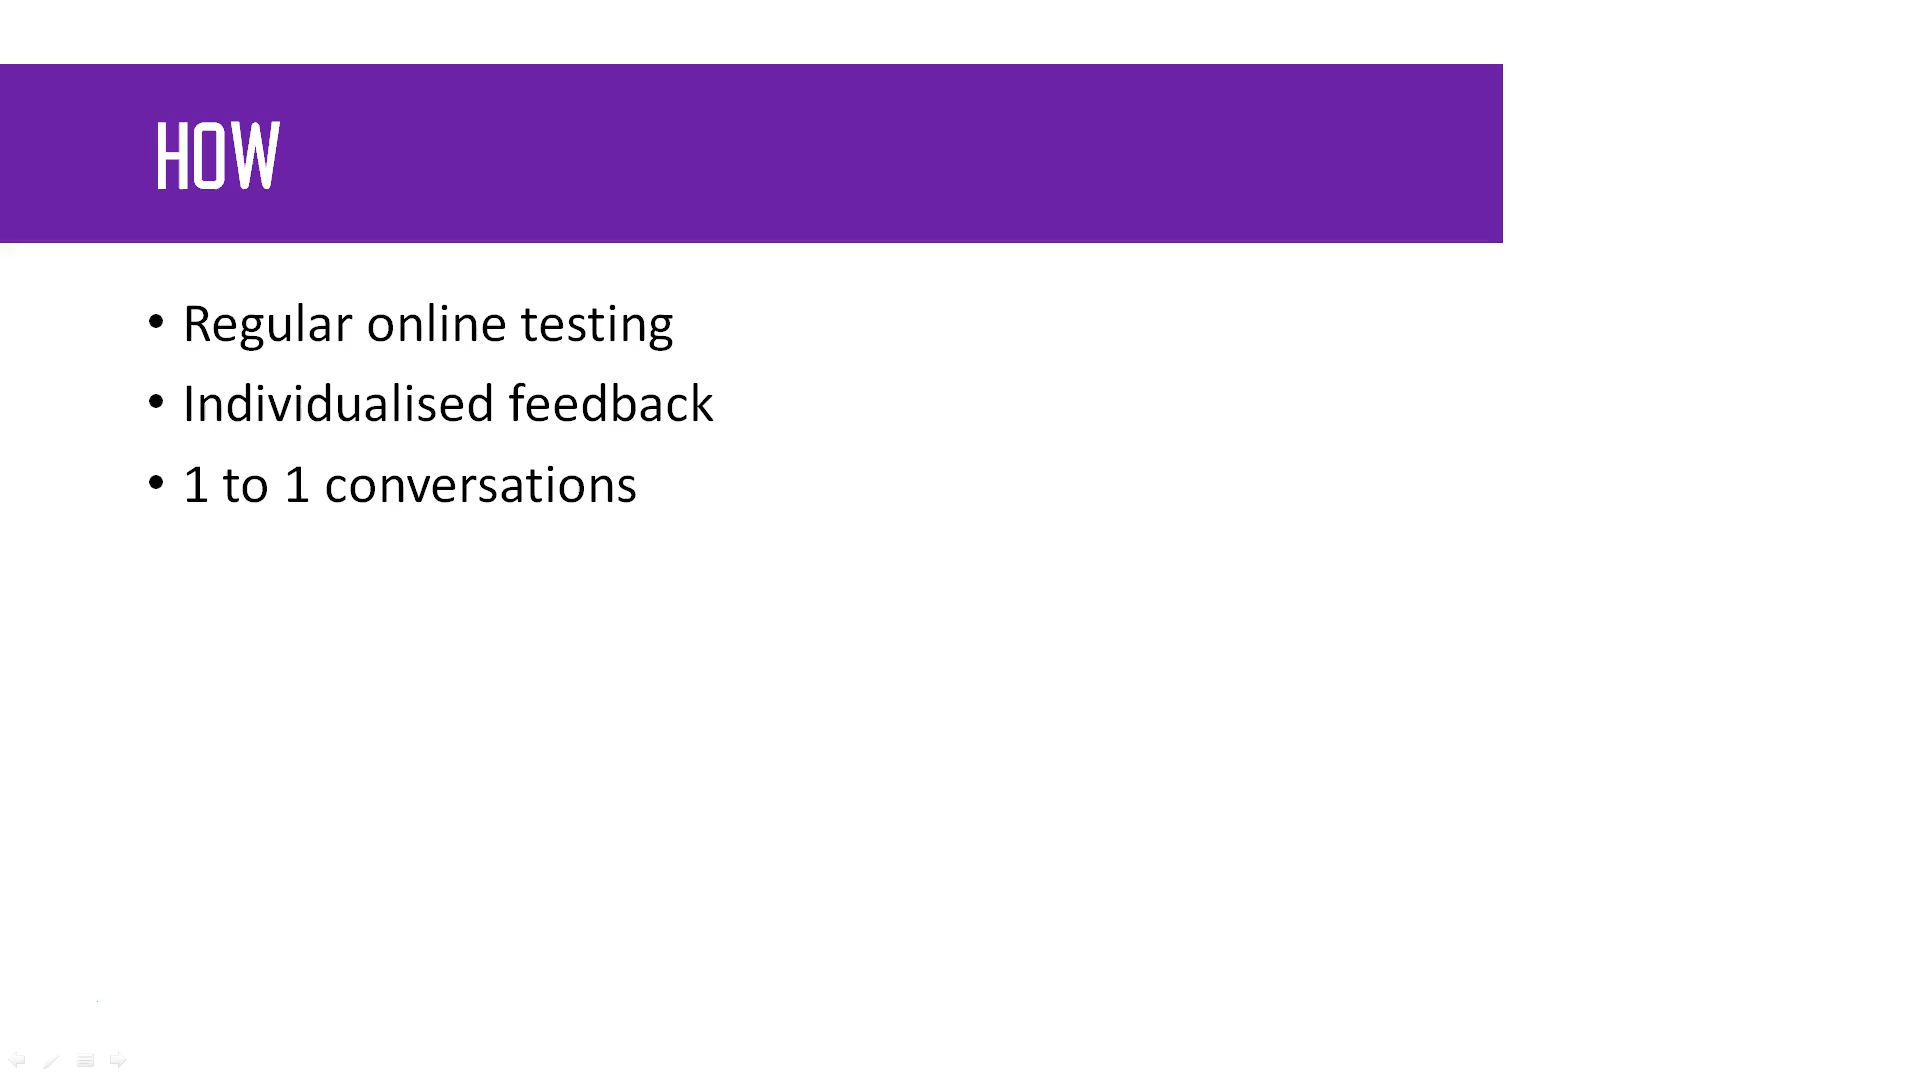 HOW
• Regular online testing
• Individualised feedback
• 1 to 1 conversations